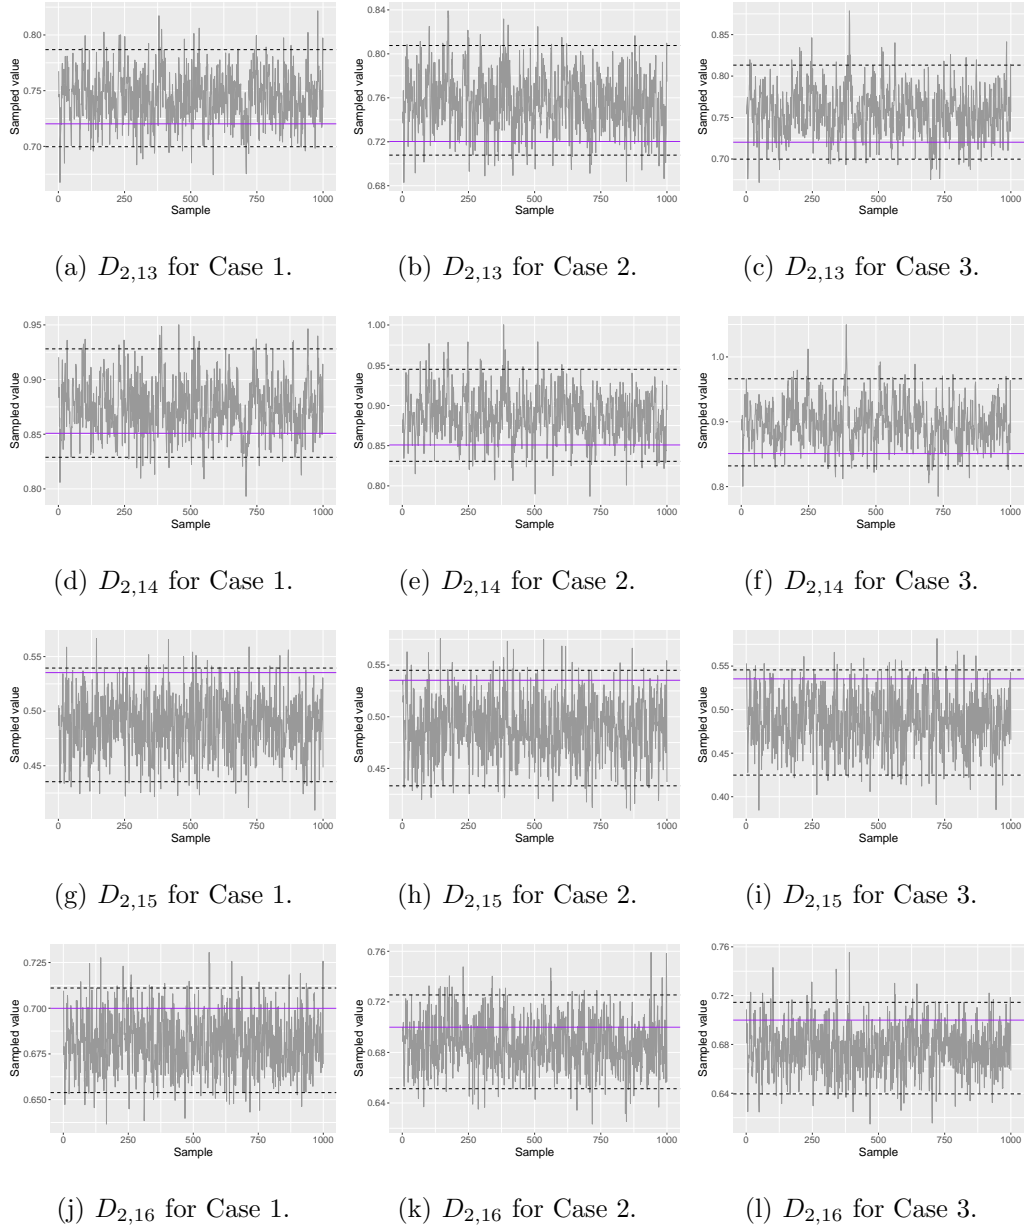 0.80
0.75
0.70
Sampled value
0 250 500 750 1000
Sample
0.84
0.80
0.76
0.72
0.68
Sampled value
0 250 500 750 1000
Sample
0.85
0.80
0.75
0.70
Sampled value
0 250 500 750 1000
Sample
(a) D2,13 for Case 1.
(b) D2,13 for Case 2.
(c) D2,13 for Case 3.
0.95
0.90
0.85
0.80
Sampled value
0 250 500 750 1000
Sample
1.00
0.95
0.90
0.85
0.80
Sampled value
0 250 500 750 1000
Sample
1.0
0.9
0.8
Sampled value
0 250 500 750 1000
Sample
(d) D2,14 for Case 1.
(e) D2,14 for Case 2.
(f) D2,14 for Case 3.
0.55
0.50
0.45
Sampled value
0 250 500 750 1000
Sample
0.55
0.50
0.45
Sampled value
0 250 500 750 1000
Sample
0.55
0.50
0.45
0.40
Sampled value
0 250 500 750 1000
Sample
(g) D2,15 for Case 1.
(h) D2,15 for Case 2.
(i) D2,15 for Case 3.
0.725
0.700
0.675
0.650
Sampled value
0 250 500 750 1000
Sample
0.76
0.72
0.68
0.64
Sampled value
0 250 500 750 1000
Sample
0.76
0.72
0.68
0.64
Sampled value
0 250 500 750 1000
Sample
(j) D2,16 for Case 1.
(k) D2,16 for Case 2.
(l) D2,16 for Case 3.